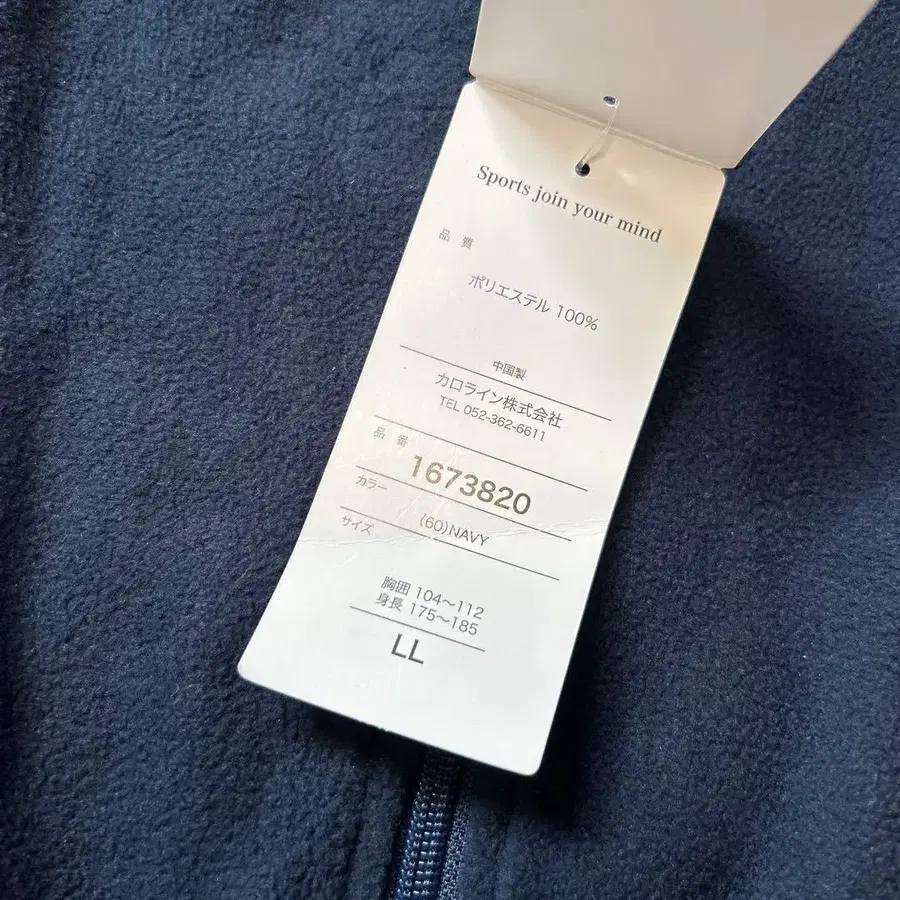 Sports join your mind
品 質
ポリエステル 100%
中国製
カロライン株式会社
TEL 052-362-6611
品 番
1673820
カラー
(60)NAVY
サイズ
胸囲 104～112
身長 175～185
LL